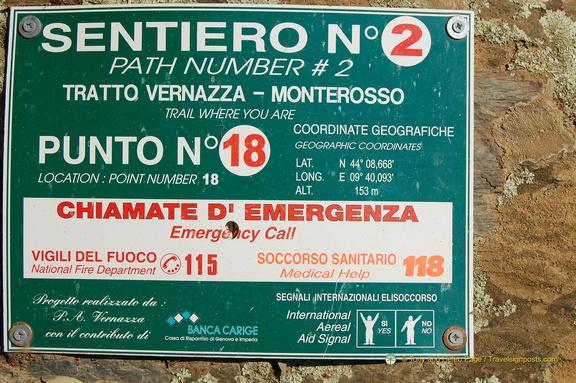 SENTIERO N° 2
PATH NUMBER # 2
TRATTO VERNAZZA – MONTEROSSO
TRAIL WHERE YOU ARE
PUNTO N° 18
LOCATION : POINT NUMBER 18
COORDINATE GEOGRAFICHE
GEOGRAPHIC COORDINATES
LAT. N 44° 08,668'
LONG. E 09° 40,093'
ALT. 153 m
CHIAMATE D' EMERGENZA
Emergency Call
VIGILI DEL FUOCO 115
National Fire Department
SOCCORSO SANITARIO 118
Medical Help
Progetto realizzato da :
P.A. Vernazza
con il contributo di
BANCA CARIGE
Cassa di Risparmio di Genova e Imperia
SEGNALI INTERNAZIONALI ELISOCCORSO
International
Aereal
Aid Signal
SI
YES
NO
NO
Page / Travelsignposts.com